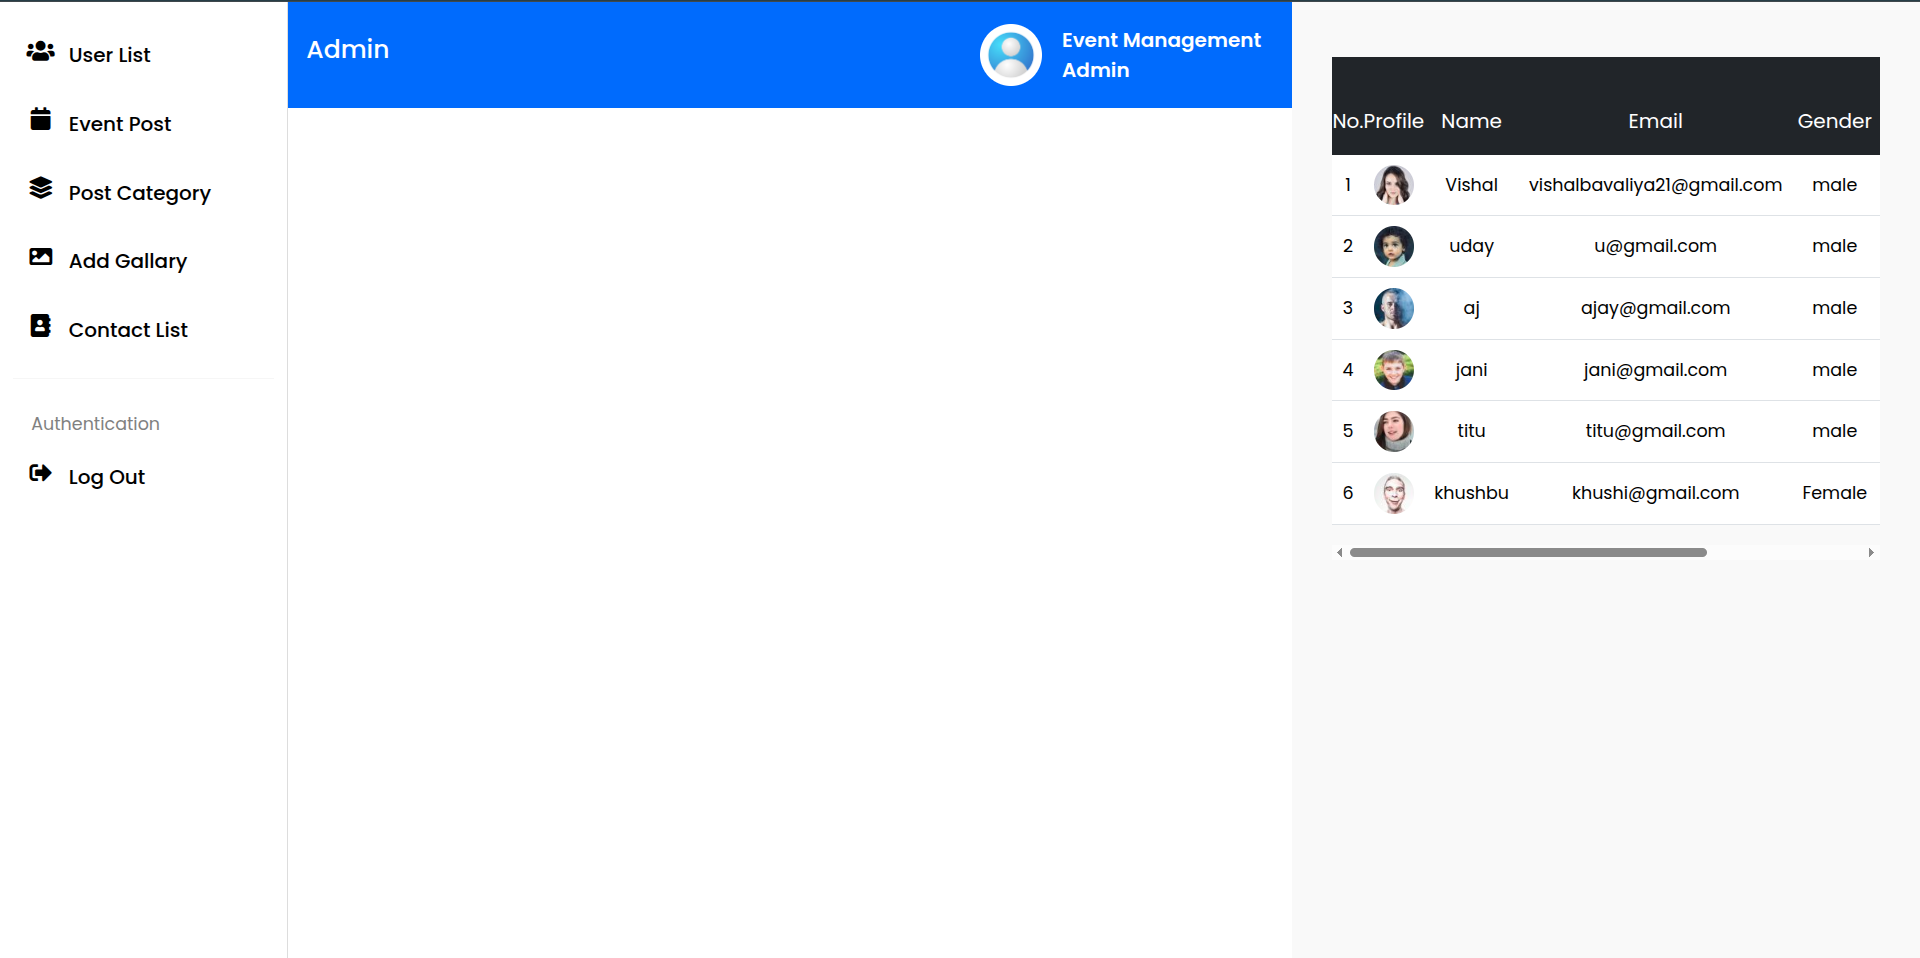 User List
Event Post
Post Category
Add Gallary
Contact List
Authentication
Log Out
Admin
Event Management
Admin
No. Profile Name Email Gender
1 Vishal vishalbavaliya21@gmail.com male
2 uday u@gmail.com male
3 aj ajay@gmail.com male
4 jani jani@gmail.com male
5 titu titu@gmail.com male
6 khushbu khushi@gmail.com Female